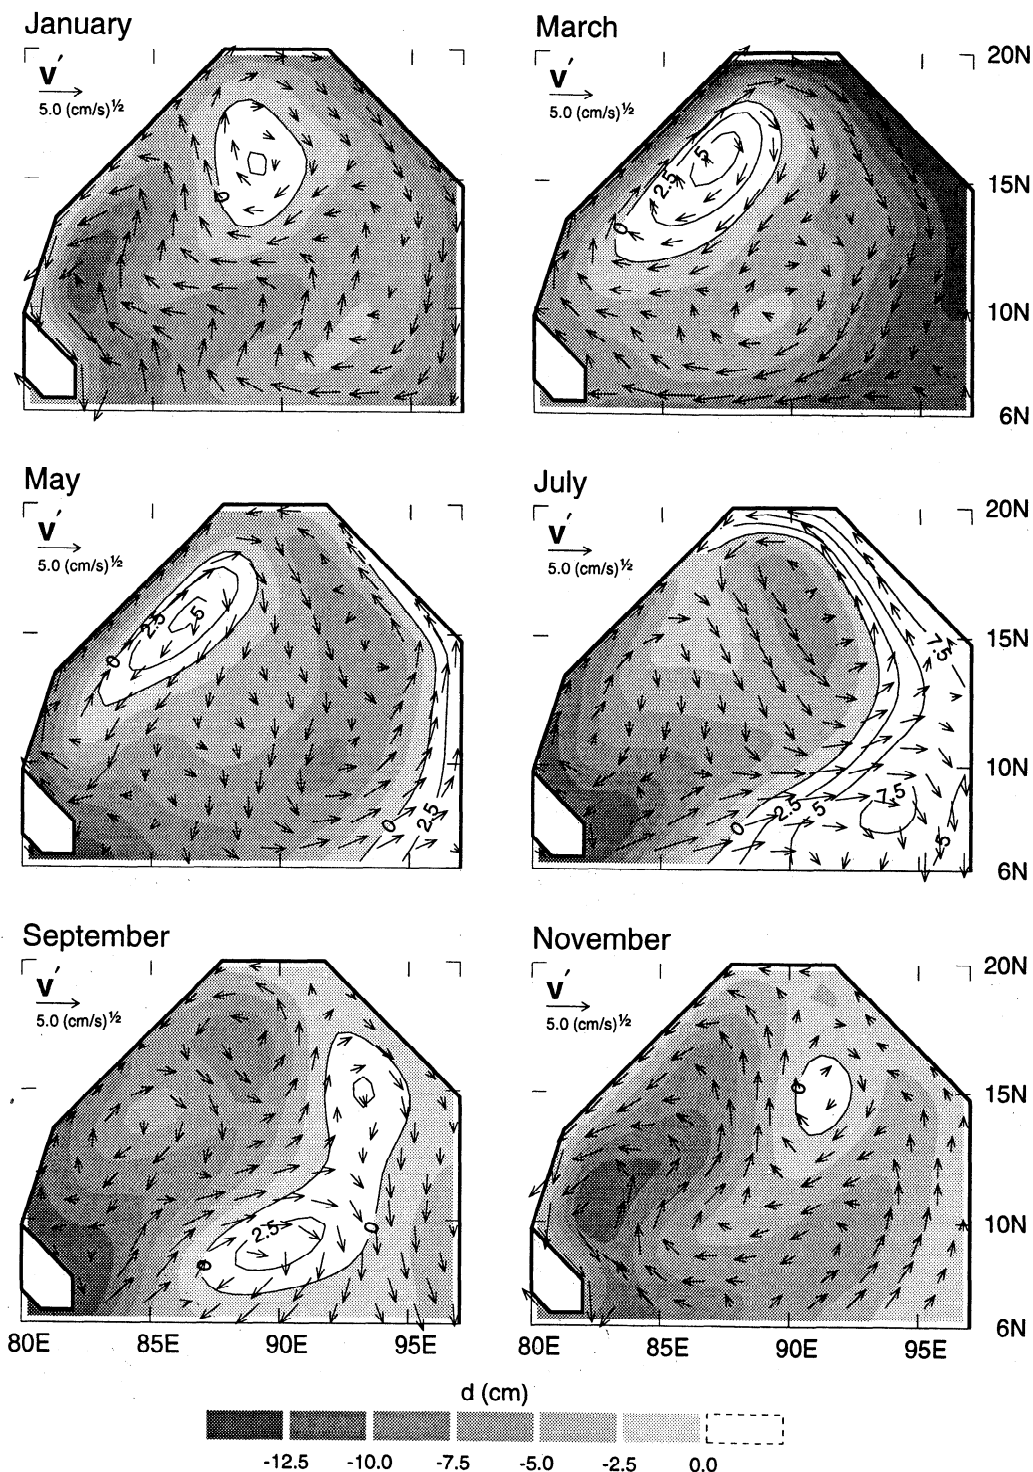 January
v'
5.0 (cm/s)½
0
March
v'
5.0 (cm/s)½
5
2.5
0
20N
15N
10N
6N
May
v'
5.0 (cm/s)½
5
2.5
0
0
2.5
July
v'
5.0 (cm/s)½
7.5
7.5
5
2.5
0
5
20N
15N
10N
6N
September
v'
5.0 (cm/s)½
2.5
0
0
80E 85E 90E 95E
November
v'
5.0 (cm/s)½
0
20N
15N
10N
6N
80E 85E 90E 95E
d (cm)
-12.5 -10.0 -7.5 -5.0 -2.5 0.0